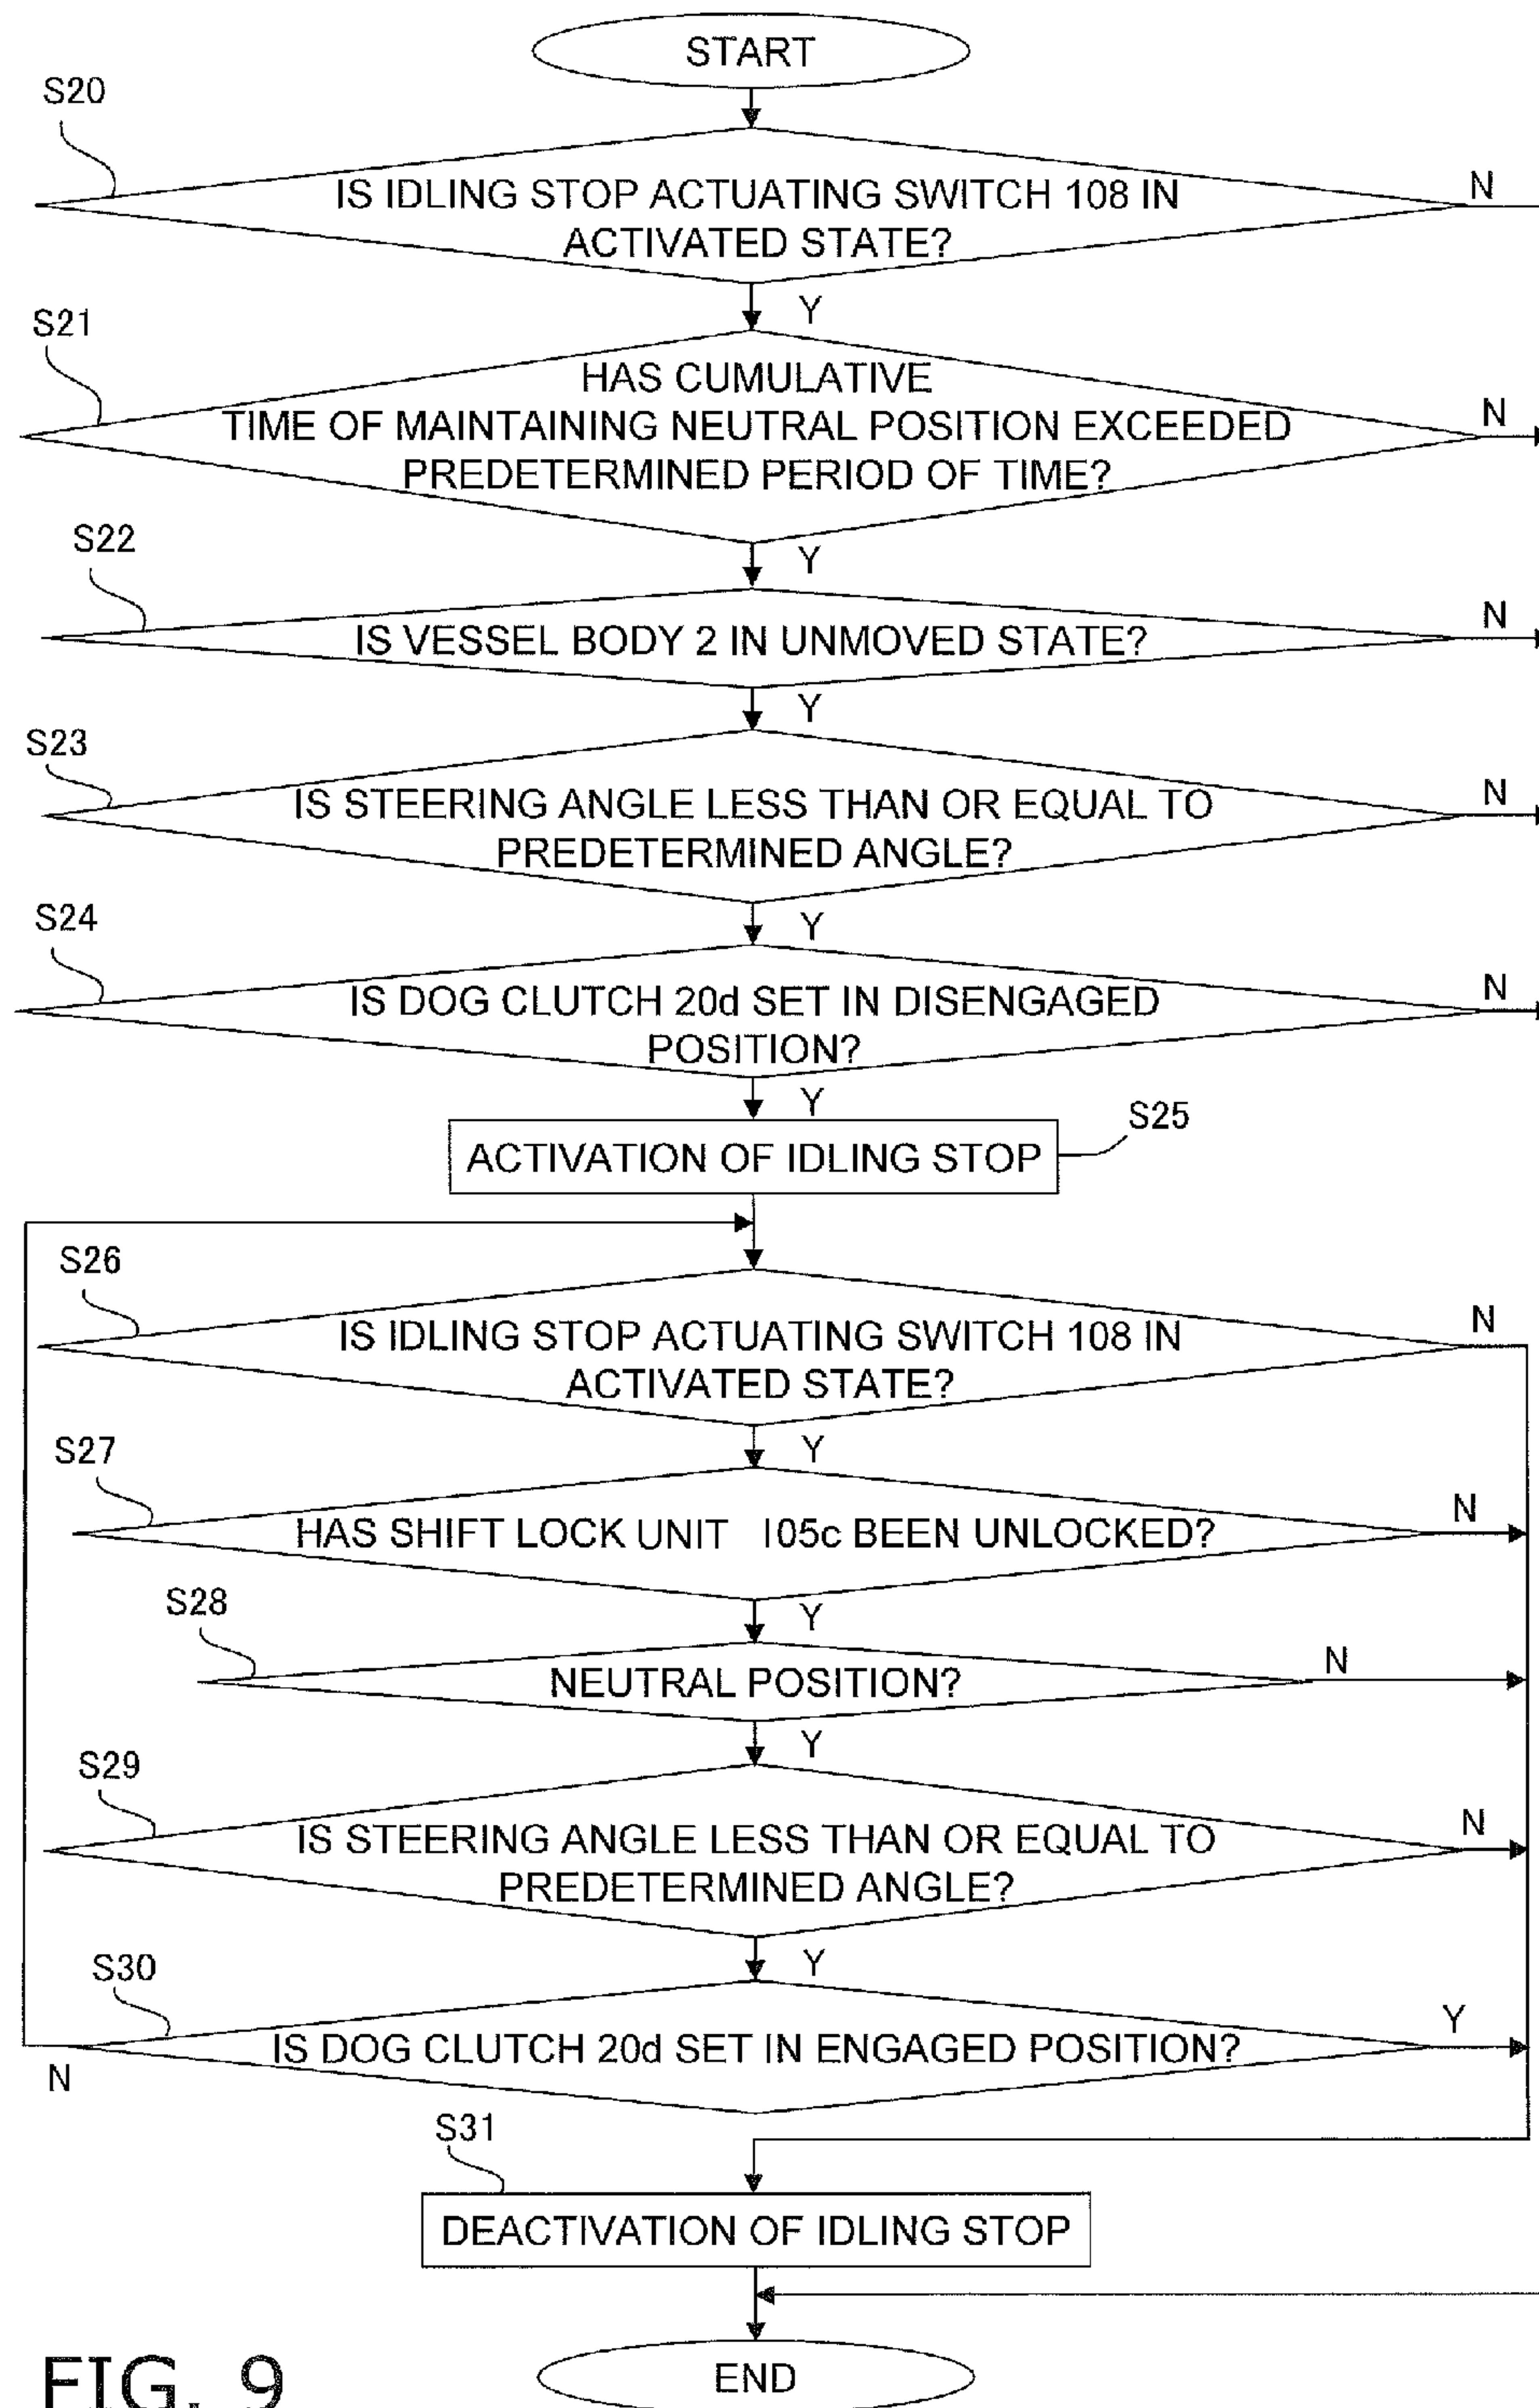 START
S20
IS IDLING STOP ACTUATING SWITCH 108 IN
ACTIVATED STATE?
N
Y
S21
HAS CUMULATIVE
TIME OF MAINTAINING NEUTRAL POSITION EXCEEDED
PREDETERMINED PERIOD OF TIME?
N
Y
S22
IS VESSEL BODY 2 IN UNMOVED STATE?
N
Y
S23
IS STEERING ANGLE LESS THAN OR EQUAL TO
PREDETERMINED ANGLE?
N
Y
S24
IS DOG CLUTCH 20d SET IN DISENGAGED
POSITION?
N
Y
ACTIVATION OF IDLING STOP
S25
S26
IS IDLING STOP ACTUATING SWITCH 108 IN
ACTIVATED STATE?
N
Y
S27
HAS SHIFT LOCK UNIT 105c BEEN UNLOCKED?
N
Y
S28
NEUTRAL POSITION?
N
Y
S29
IS STEERING ANGLE LESS THAN OR EQUAL TO
PREDETERMINED ANGLE?
N
Y
S30
IS DOG CLUTCH 20d SET IN ENGAGED POSITION?
Y
N
S31
DEACTIVATION OF IDLING STOP
END
FIG. 9